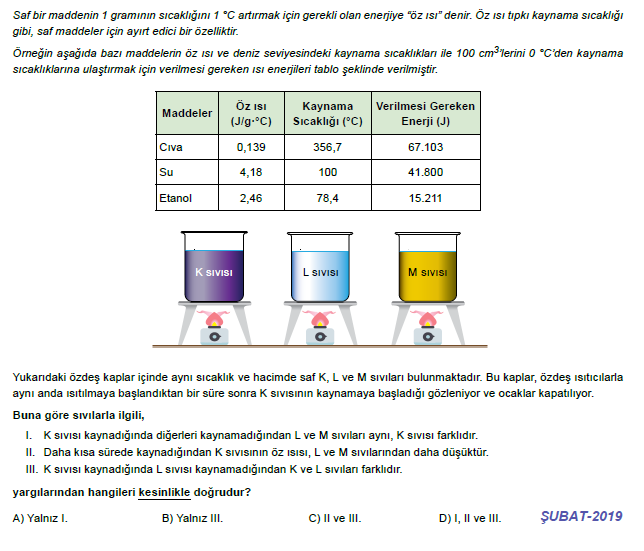 Saf bir maddenin 1 gramının sıcaklığını 1 °C artırmak için gerekli olan enerjiye “öz ısı” denir. Öz ısı tıpkı kaynama sıcaklığı
gibi, saf maddeler için ayırt edici bir özelliktir.
Örneğin aşağıda bazı maddelerin öz ısı ve deniz seviyesindeki kaynama sıcaklıkları ile 100 cm³'lerini 0 °C'den kaynama
sıcaklıklarına ulaştırmak için verilmesi gereken ısı enerjileri tablo şeklinde verilmiştir.
Maddeler Öz ısı (J/g·°C) Kaynama Sıcaklığı (°C) Verilmesi Gereken Enerji (J)
Cıva 0,139 356,7 67.103
Su 4,18 100 41.800
Etanol 2,46 78,4 15.211
K sıvısı L sıvısı M sıvısı
Yukarıdaki özdeş kaplar içinde aynı sıcaklık ve hacimde saf K, L ve M sıvıları bulunmaktadır. Bu kaplar, özdeş ısıtıcılarla
aynı anda ısıtılmaya başlandıktan bir süre sonra K sıvısının kaynamaya başladığı gözleniyor ve ocaklar kapatılıyor.
Buna göre sıvılarla ilgili,
I. K sıvısı kaynadığında diğerleri kaynamadığından L ve M sıvıları aynı, K sıvısı farklıdır.
II. Daha kısa sürede kaynadığından K sıvısının öz ısısı, L ve M sıvılarından daha düşüktür.
III. K sıvısı kaynadığında L sıvısı kaynamadığından K ve L sıvıları farklıdır.
yargılarından hangileri kesinlikle doğrudur?
A) Yalnız I. B) Yalnız III. C) II ve III. D) I, II ve III.
ŞUBAT-2019